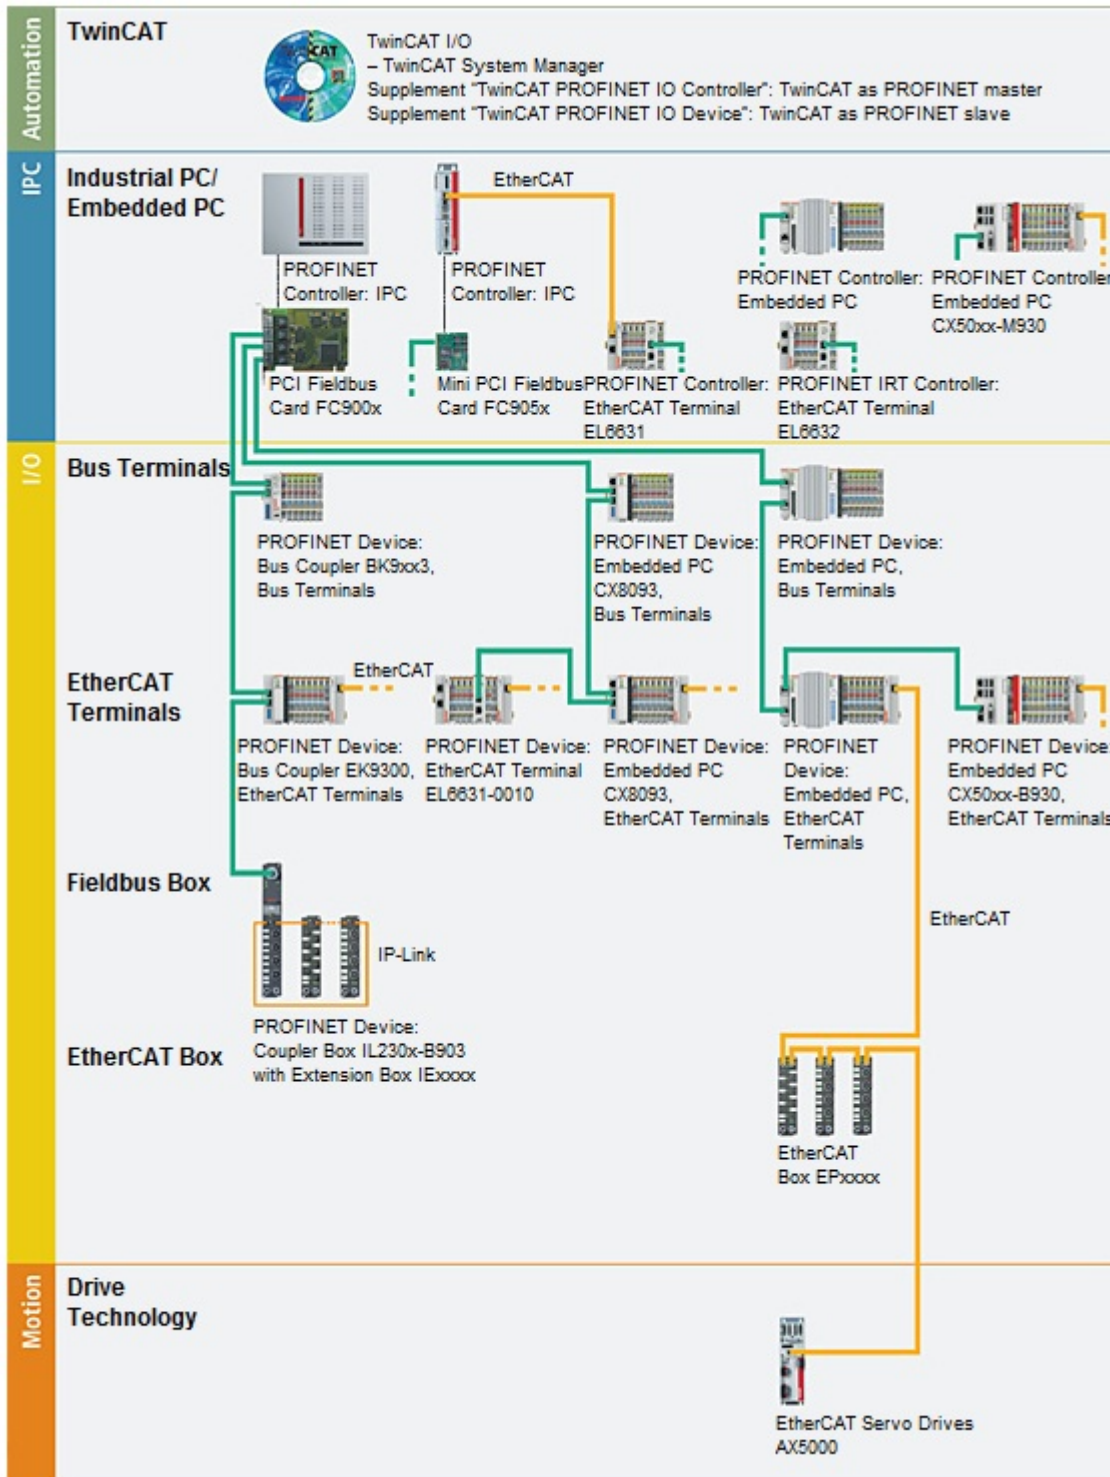 Automation
TwinCAT
CAT
TwinCAT I/O
– TwinCAT System Manager
Supplement "TwinCAT PROFINET IO Controller": TwinCAT as PROFINET master
Supplement "TwinCAT PROFINET IO Device": TwinCAT as PROFINET slave
IPC
Industrial PC/
Embedded PC
EtherCAT
PROFINET
Controller: IPC
PROFINET
Controller: IPC
PROFINET Controller:
Embedded PC
PROFINET Controller
Embedded PC
CX50xx-M930
PCI Fieldbus
Card FC900x
Mini PCI Fieldbus
Card FC905x
PROFINET Controller:
EtherCAT Terminal
EL6631
PROFINET IRT Controller:
EtherCAT Terminal
EL6632
I/O
Bus Terminals
PROFINET Device:
Bus Coupler BK9xx3,
Bus Terminals
PROFINET Device:
Embedded PC
CX8093,
Bus Terminals
PROFINET Device:
Embedded PC,
Bus Terminals
EtherCAT
Terminals
EtherCAT
PROFINET Device:
Bus Coupler EK9300,
EtherCAT Terminals
PROFINET Device:
EtherCAT Terminal
EL6631-0010
PROFINET Device:
Embedded PC
CX8093,
EtherCAT Terminals
PROFINET
Device:
Embedded PC,
EtherCAT
Terminals
PROFINET Device
Embedded PC
CX50xx-B930,
EtherCAT Terminals
Fieldbus Box
IP-Link
EtherCAT
PROFINET Device:
Coupler Box IL230x-B903
with Extension Box IExxxx
EtherCAT Box
EtherCAT
Box EPxxxx
Motion
Drive
Technology
EtherCAT Servo Drives
AX5000